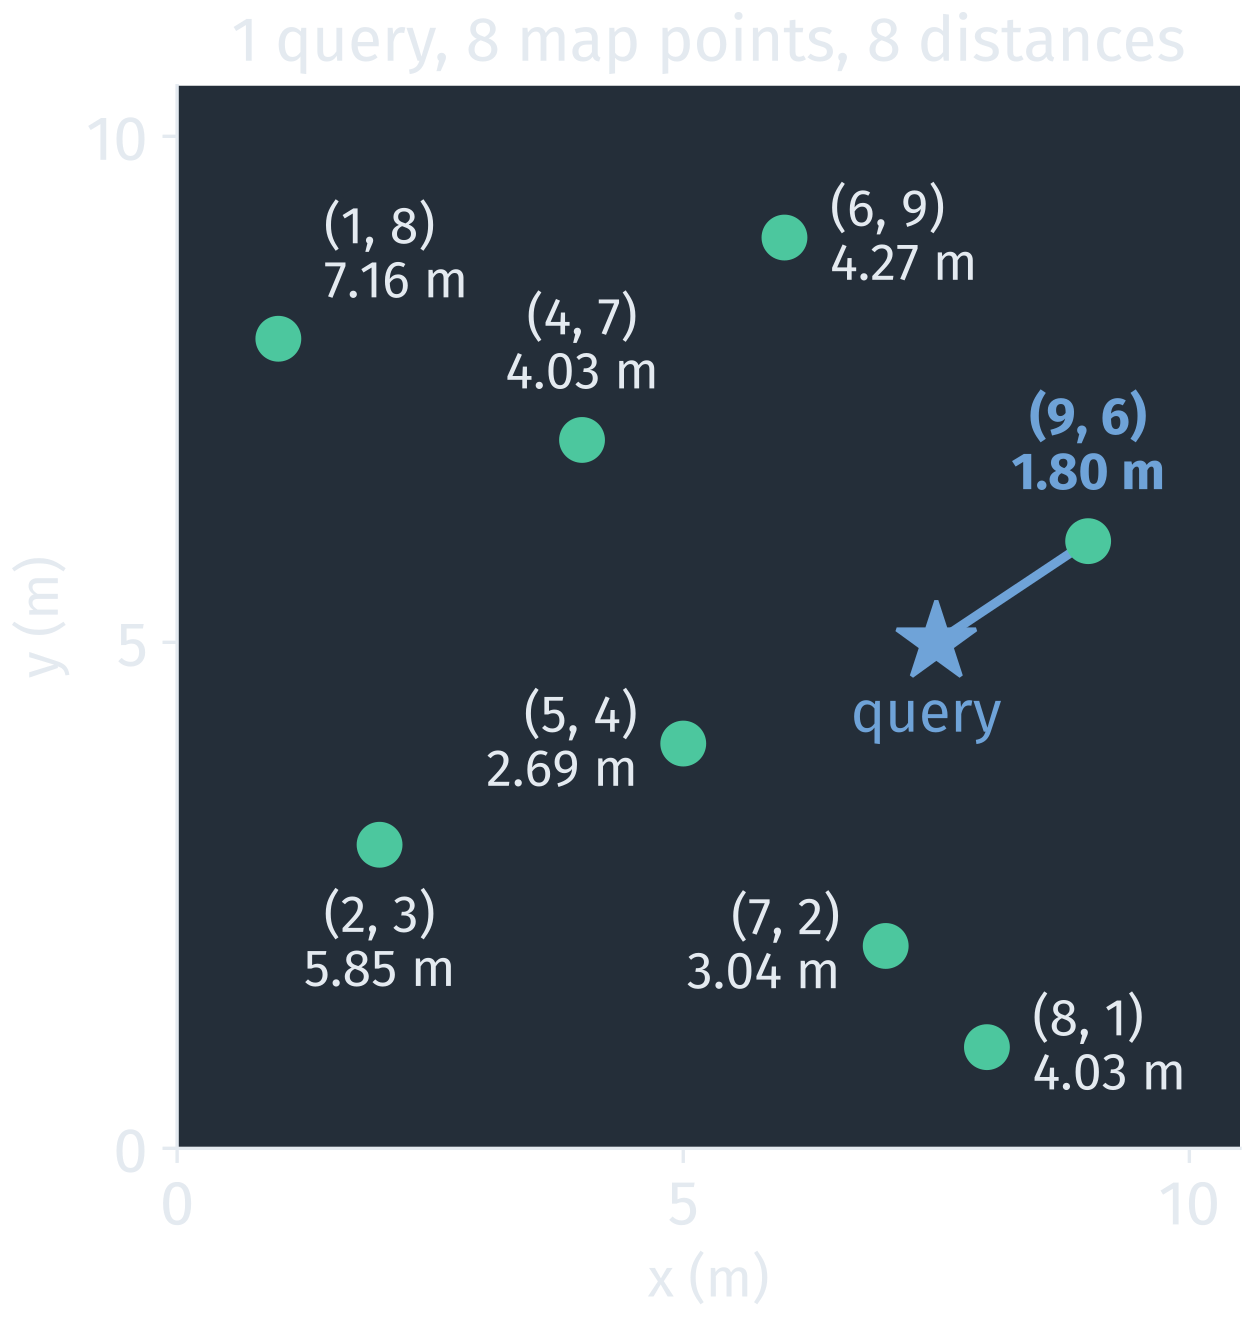 1 query, 8 map points, 8 distances
10
(6, 9)
4.27 m
(1, 8)
7.16 m
(4, 7)
4.03 m
(9, 6)
1.80 m
y (m)
5
query
(5, 4)
2.69 m
(2, 3)
5.85 m
(7, 2)
3.04 m
(8, 1)
4.03 m
0
0
5
10
x (m)